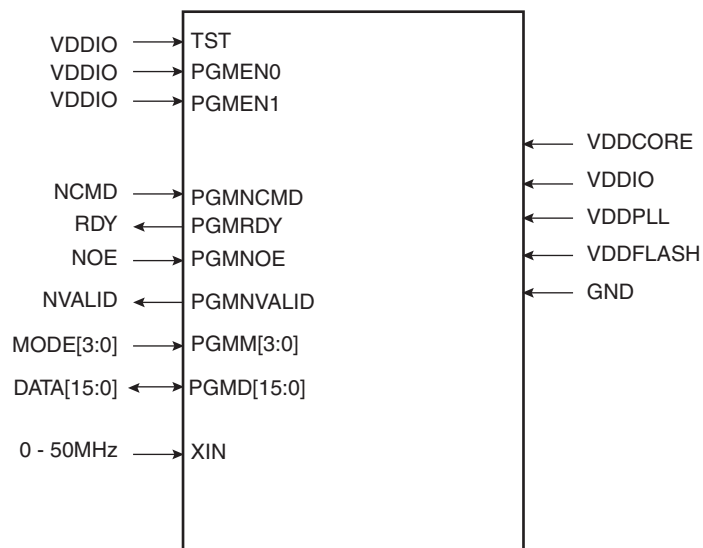 VDDIO TST
VDDIO PGMEN0
VDDIO PGMEN1
VDDCORE
VDDIO
NCMD PGMNCMD
RDY PGMRDY
VDDPLL
NOE PGMNOE
VDDFLASH
NVALID PGMNVALID
GND
MODE[3:0] PGMM[3:0]
DATA[15:0] PGMD[15:0]
0 - 50MHz XIN